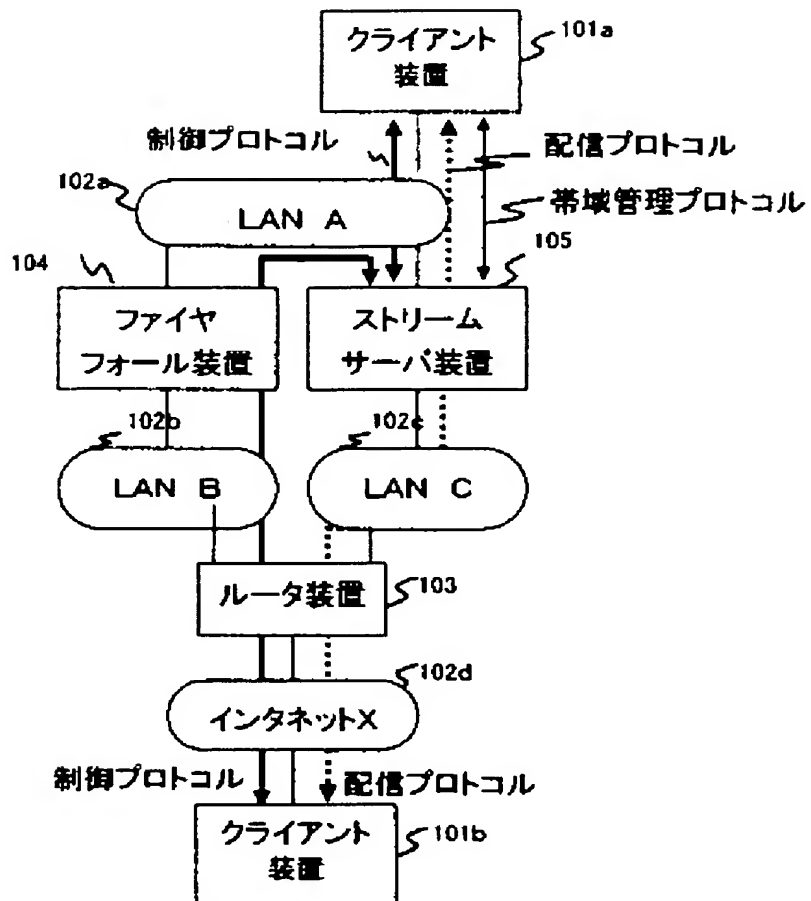 クライアント
装置
101a
制御プロトコル
配信プロトコル
102a
LAN A
帯域管理プロトコル
104
105
ファイヤ
フォール装置
ストリーム
サーバ装置
102b
102c
LAN B
LAN C
ルータ装置
103
102d
インタネットX
制御プロトコル
配信プロトコル
クライアント
装置
101b